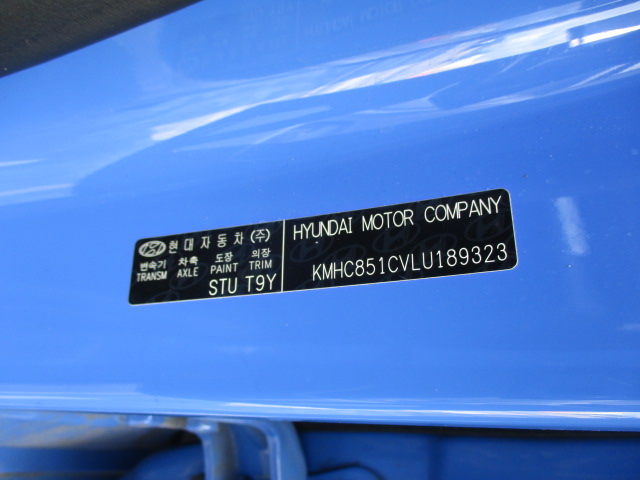 현대자동차(주)
변속기 차축 도장 의장
TRANSM AXLE PAINT TRIM
STU T9Y
HYUNDAI MOTOR COMPANY
KMHC851CVLU189323